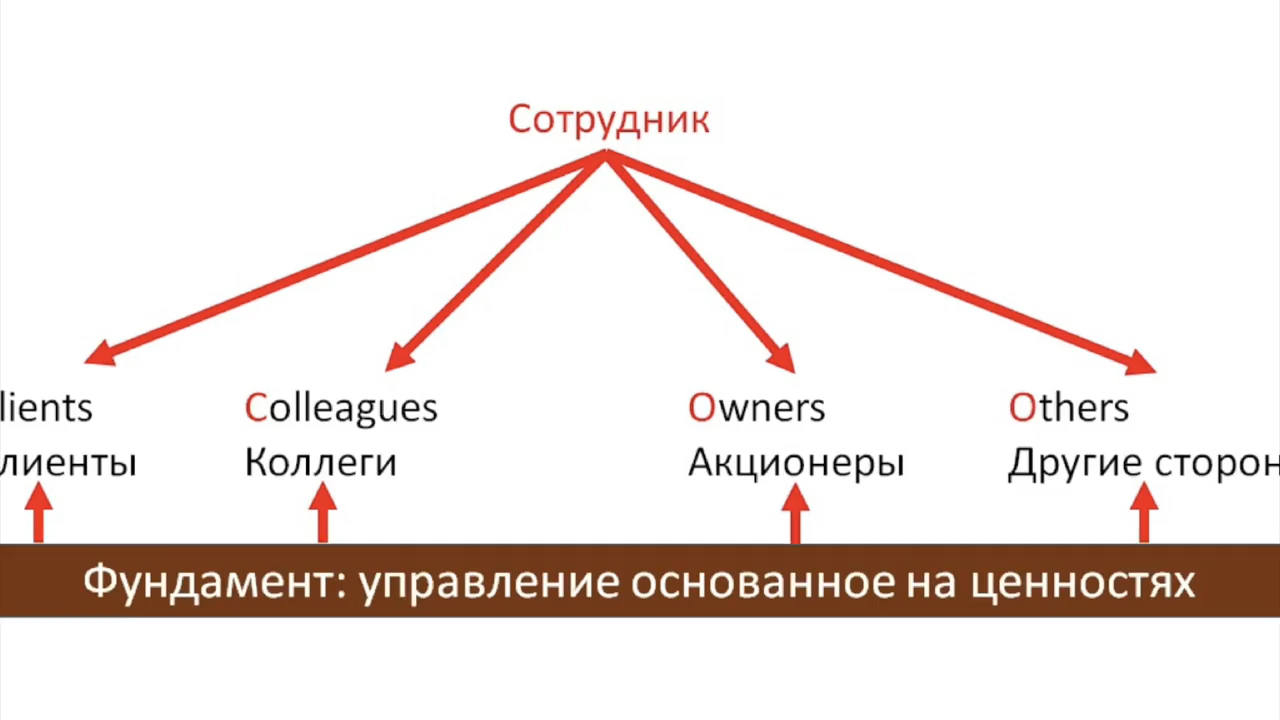 Сотрудник
lients
лиенты
Colleagues
Коллеги
Owners
Акционеры
Others
Другие сторон
Фундамент: управление основанное на ценностях